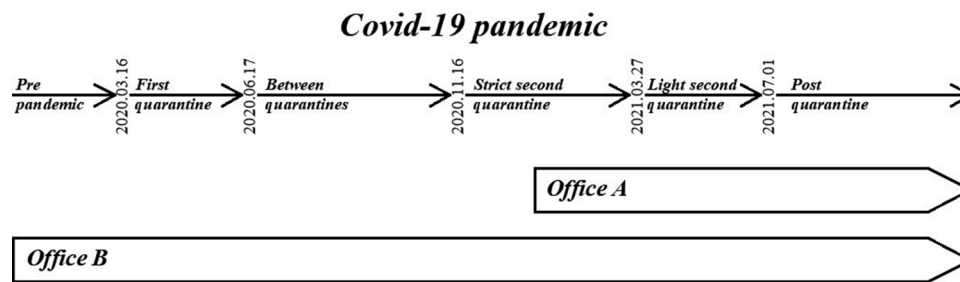 Covid-19 pandemic
Pre
pandemic
2020.03.16
First
quarantine
2020.06.17
Between
quarantines
2020.11.16
Strict second
quarantine
2021.03.27
Light second
quarantine
2021.07.01
Post
quarantine
Office A
Office B